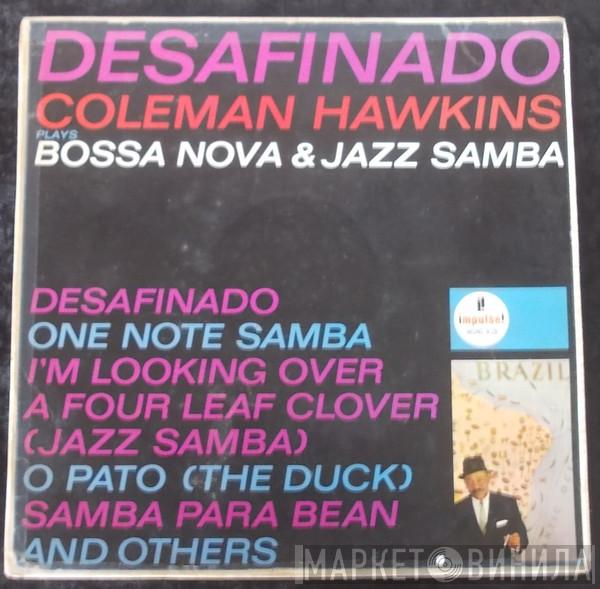 DESAFINADO
COLEMAN HAWKINS
PLAYS
BOSSA NOVA & JAZZ SAMBA
DESAFINADO
ONE NOTE SAMBA
I'M LOOKING OVER
A FOUR LEAF CLOVER
(JAZZ SAMBA)
O PATO (THE DUCK)
SAMBA PARA BEAN
AND OTHERS
impulse!
BRAZIL
МАРКЕТ ВИНИЛА